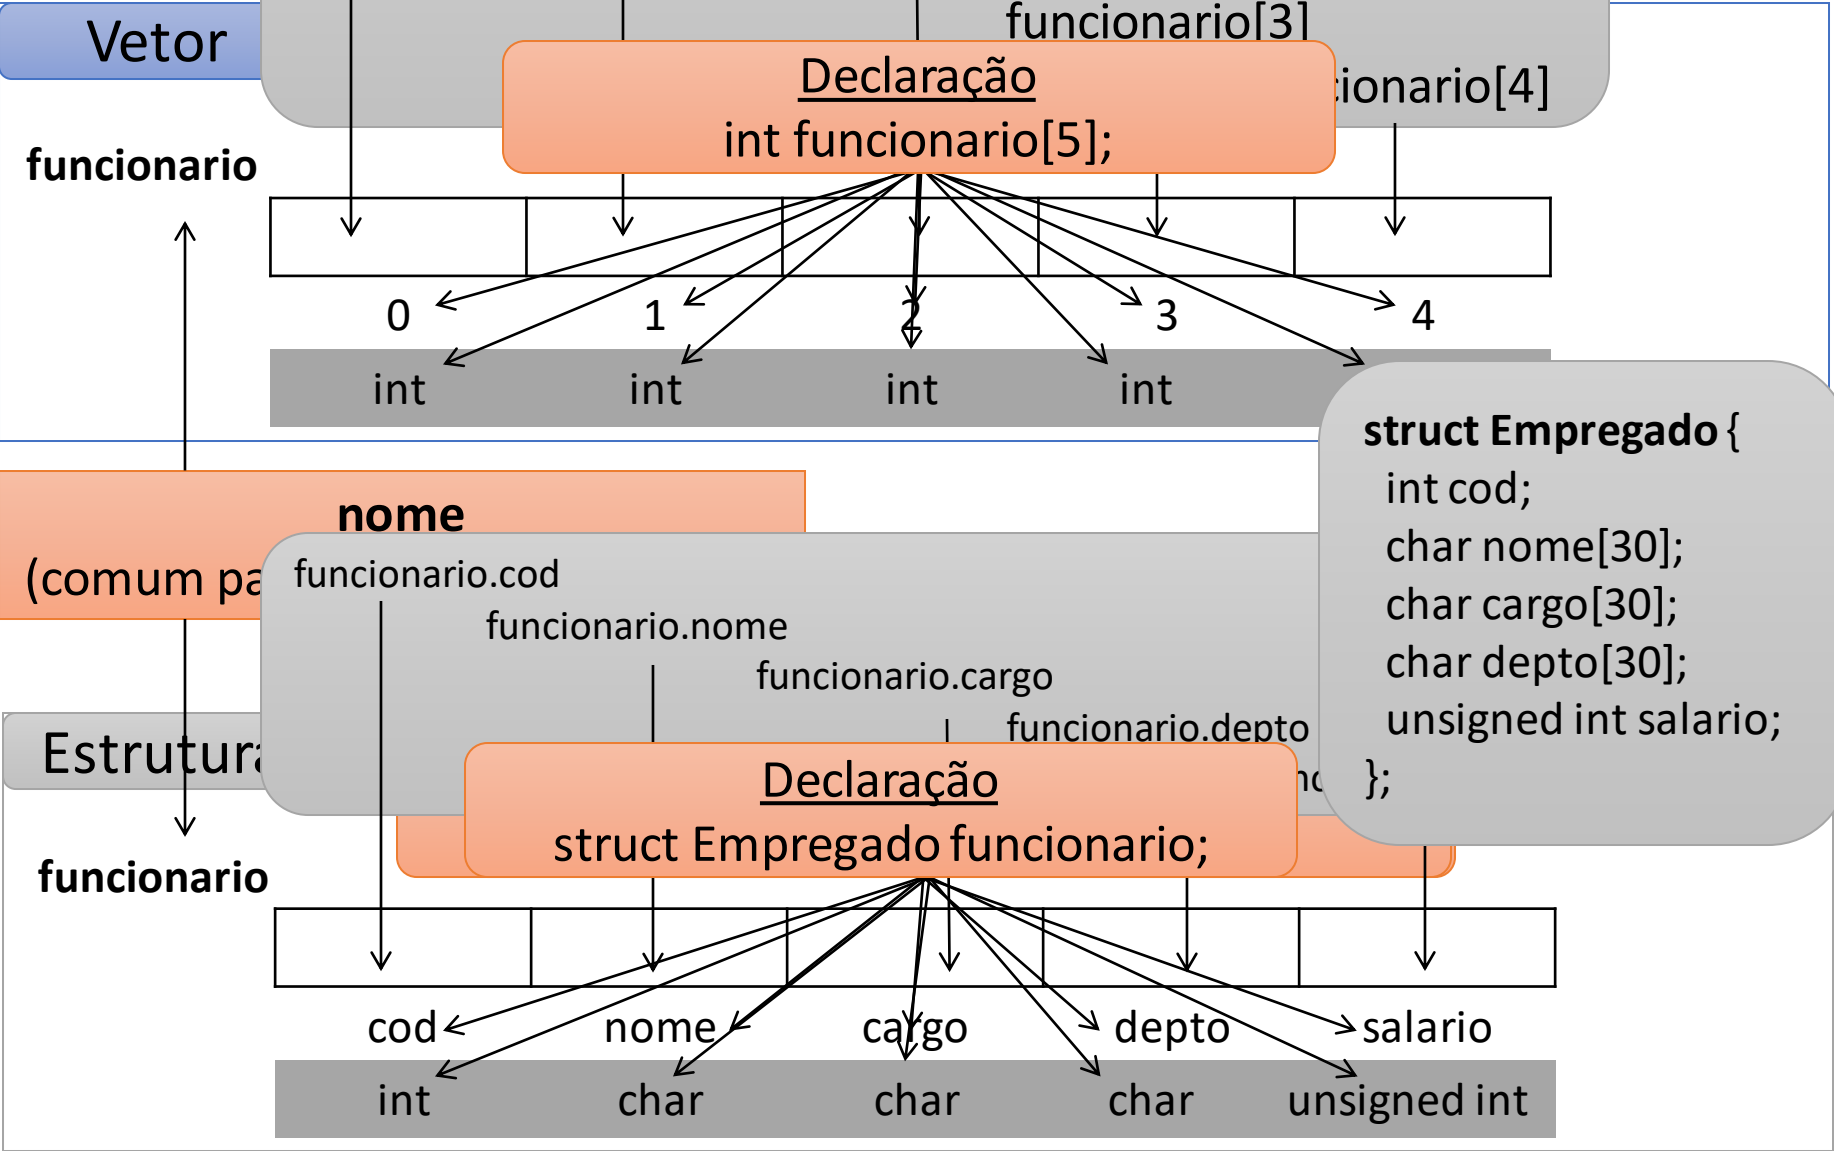 Vetor
funcionario[3]
cionario[4]
Declaração
int funcionario[5];
funcionario
0 1 2 3 4
int int int int
struct Empregado {
int cod;
char nome[30];
char cargo[30];
char depto[30];
unsigned int salario;
};
nome
(comum pa
funcionario.cod
funcionario.nome
funcionario.cargo
funcionario.depto
Estrutura
Declaração
struct Empregado funcionario;
funcionario
cod nome cargo depto salario
int char char char unsigned int